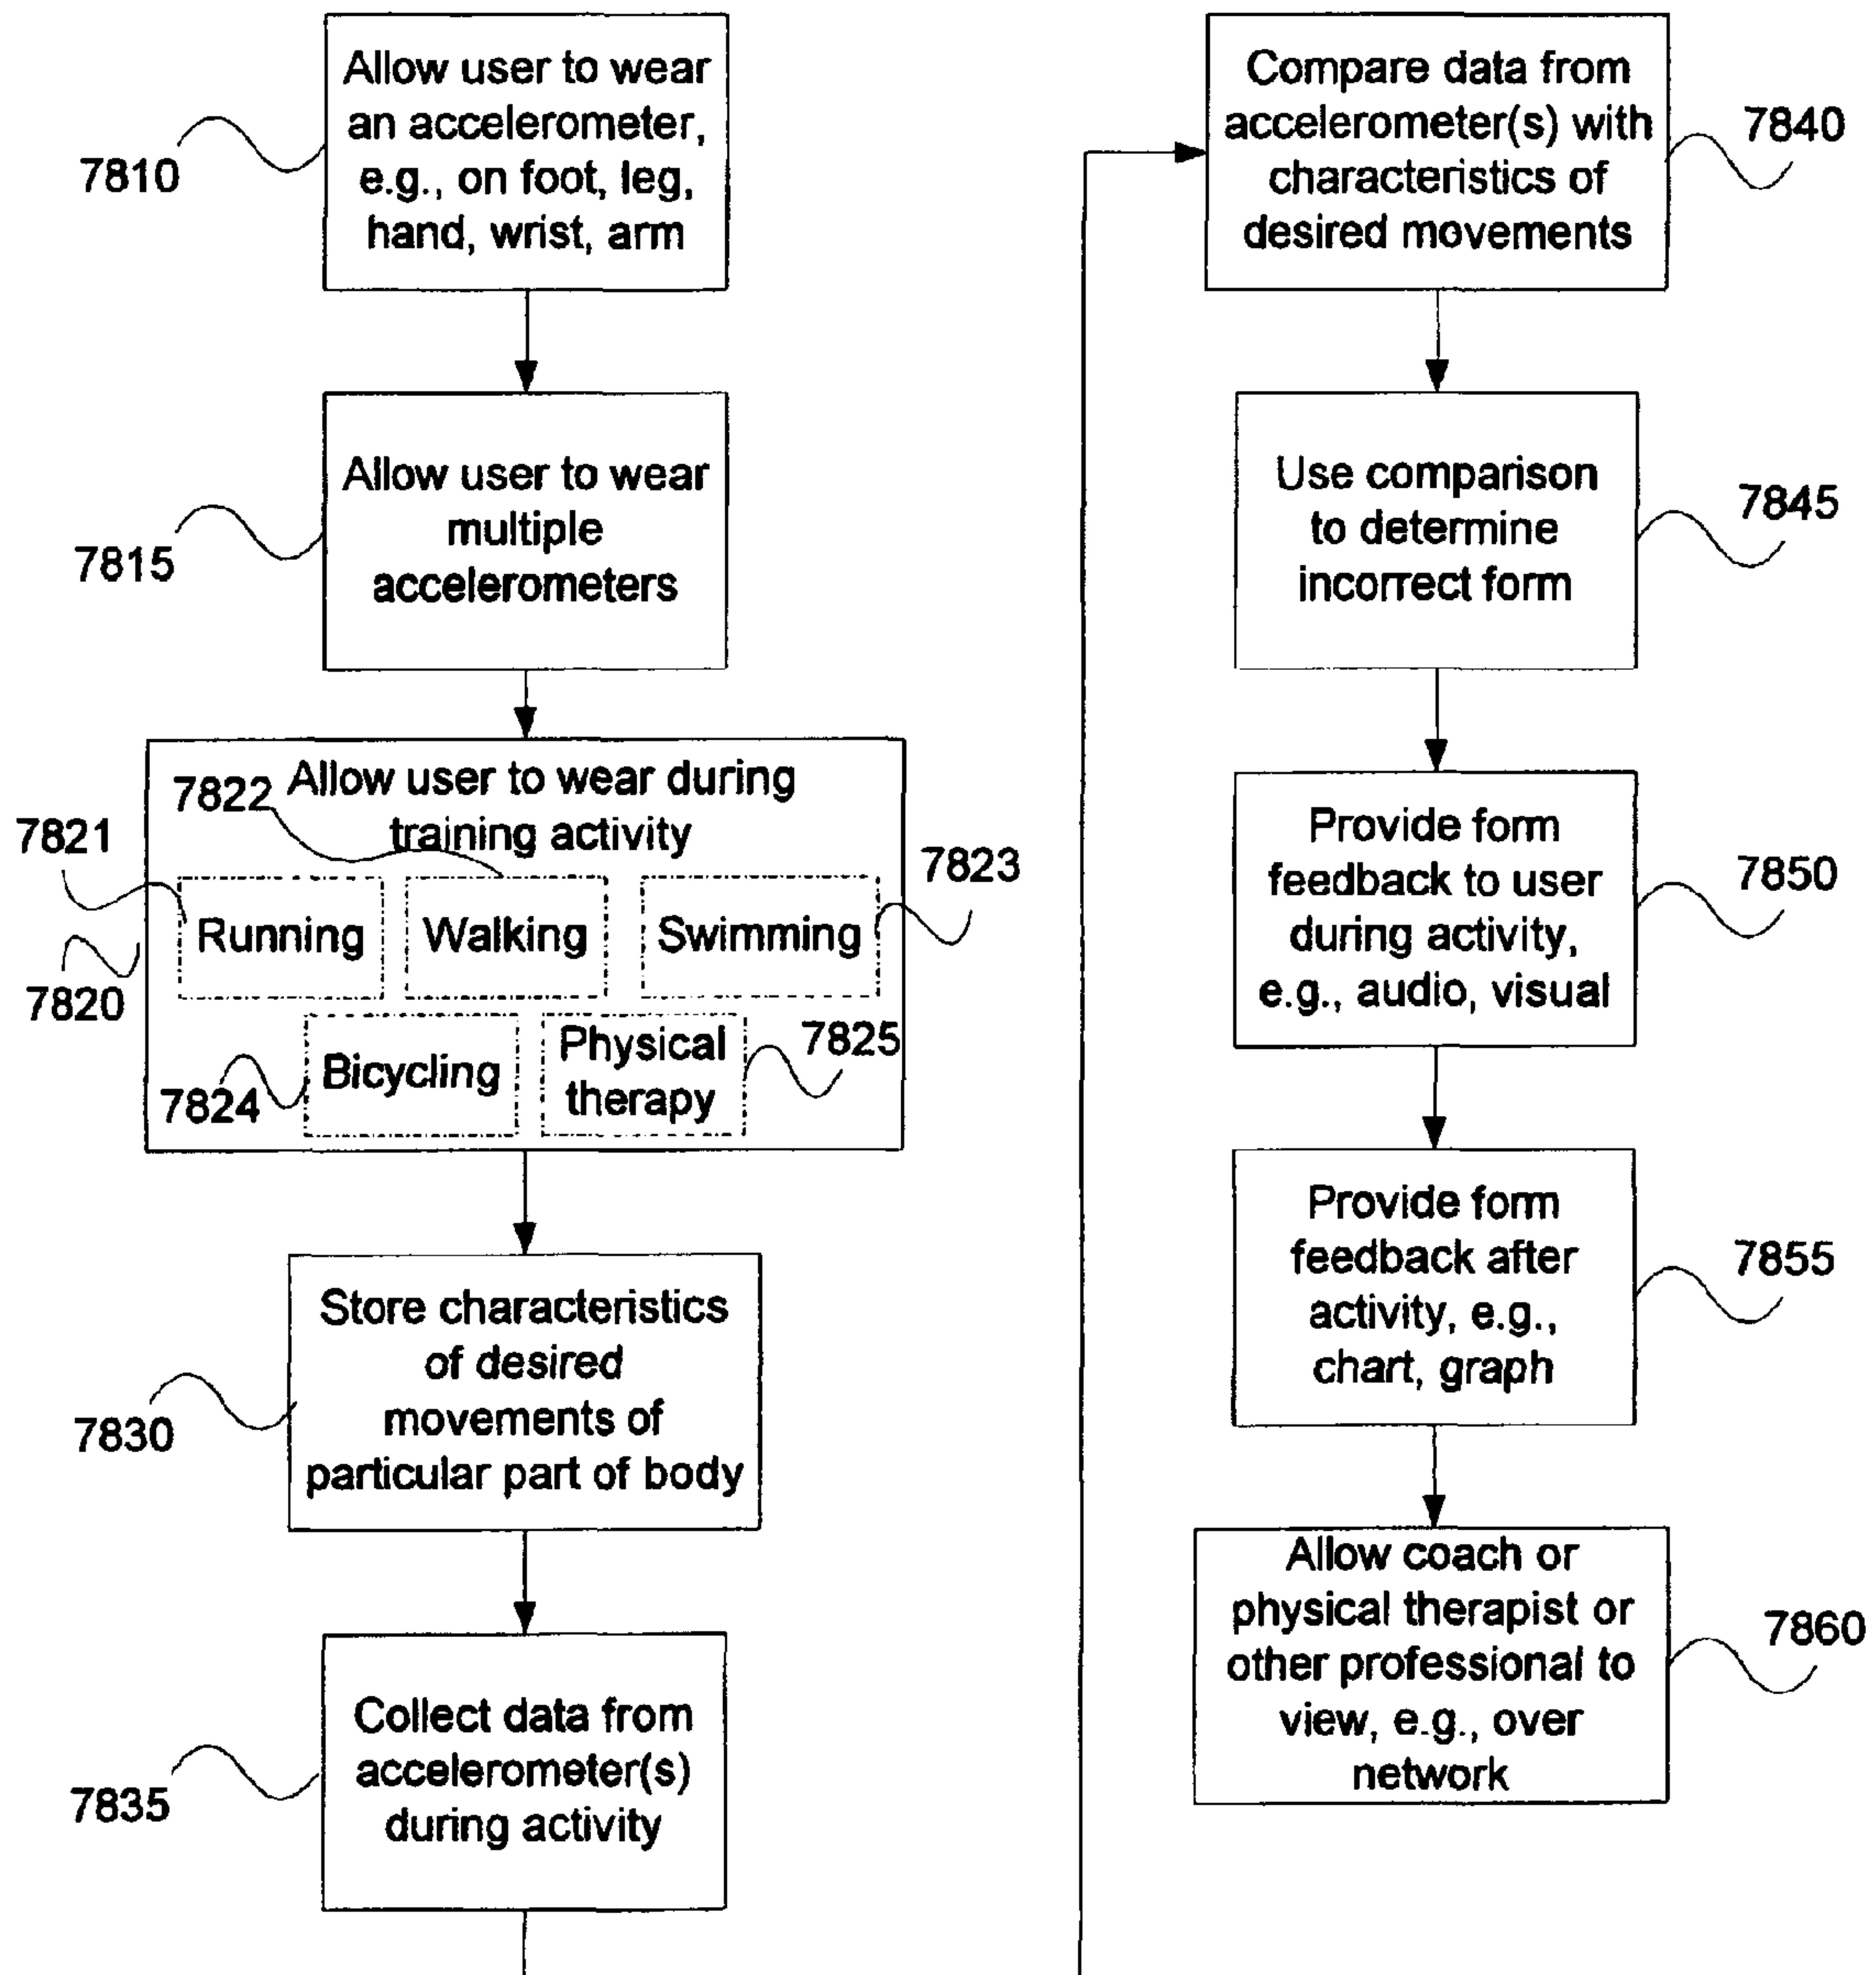 Allow user to wear
an accelerometer,
e.g., on foot, leg,
hand, wrist, arm
7810
Allow user to wear
multiple
accelerometers
7815
Allow user to wear during
training activity
7822
7821
7823
Running
Walking
Swimming
7820
Bicycling
Physical
therapy
7825
7824
Store characteristics
of desired
movements of
particular part of body
7830
Collect data from
accelerometer(s)
during activity
7835
Compare data from
accelerometer(s) with
characteristics of
desired movements
7840
Use comparison
to determine
incorrect form
7845
Provide form
feedback to user
during activity,
e.g., audio, visual
7850
Provide form
feedback after
activity, e.g.,
chart, graph
7855
Allow coach or
physical therapist or
other professional to
view, e.g., over
network
7860